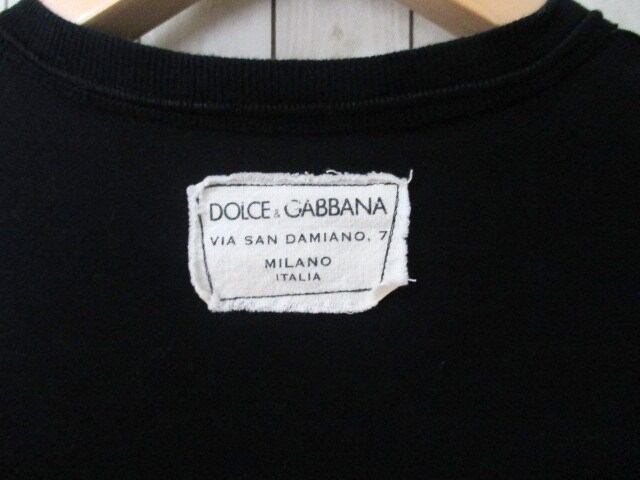 DOLCE & GABBANA
VIA SAN DAMIANO, 7
MILANO
ITALIA